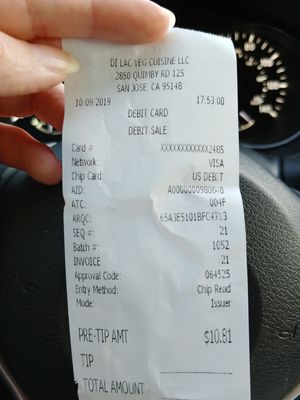 DI LAC VEG CUISINE LLC
2850 QUIMBY RD 125
SAN JOSE, CA 95148
10/09/2019 17:53:00
DEBIT CARD
DEBIT SALE
Card # XXXXXXXXXXXX2485
Network: VISA
Chip Card: US DEBIT
AID: A0000000980840
ATC: 004F
ARQC: 65A3E5101BFC4713
SEQ #: 21
Batch #: 1052
INVOICE 21
Approval Code: 064525
Entry Method: Chip Read
Mode: Issuer
PRE-TIP AMT $10.81
TIP
TOTAL AMOUNT